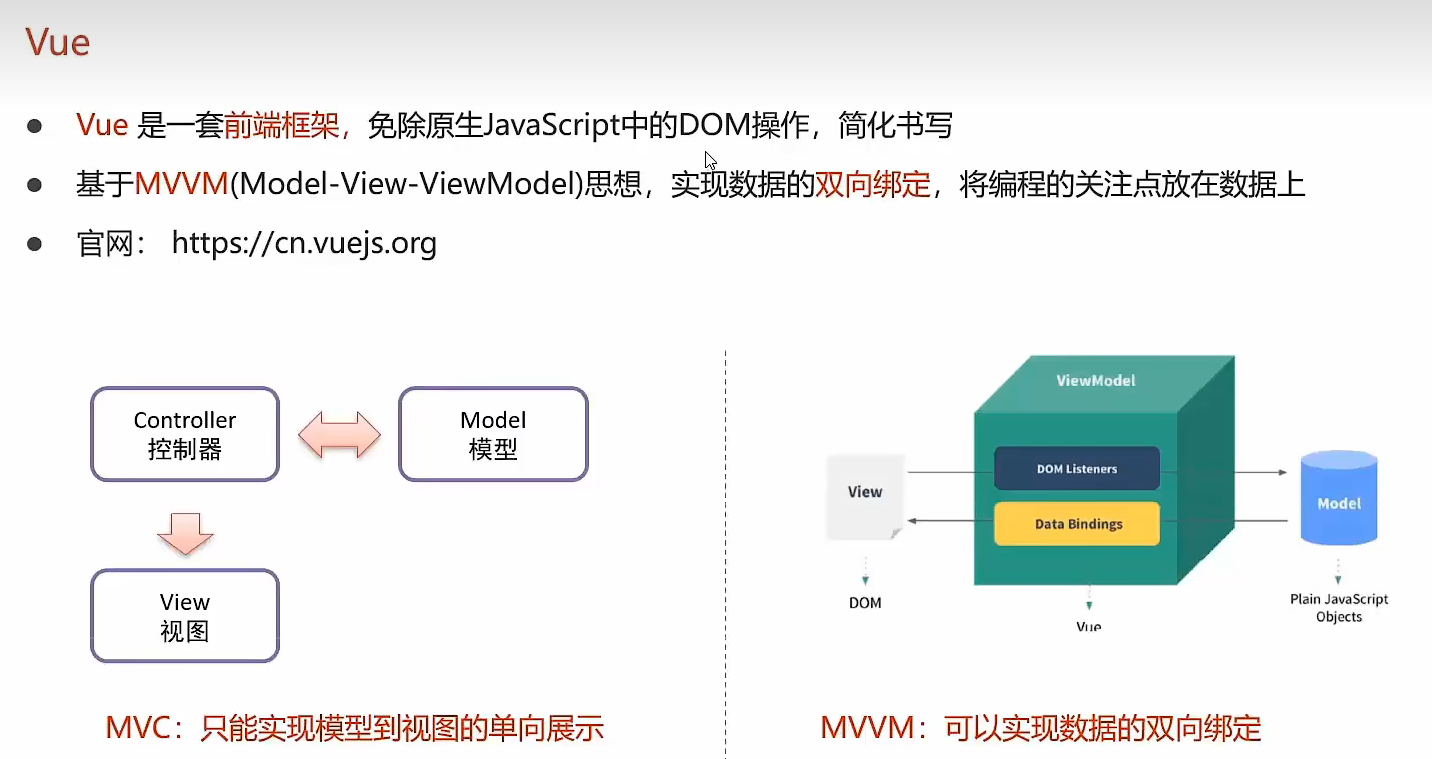 Vue
Vue 是一套前端框架，免除原生JavaScript中的DOM操作，简化书写
基于MVVM(Model-View-ViewModel)思想，实现数据的双向绑定，将编程的关注点放在数据上
官网： https://cn.vuejs.org
Controller
控制器
Model
模型
View
视图
MVC：只能实现模型到视图的单向展示
ViewModel
DOM Listeners
Data Bindings
View
Model
DOM
Vue
Plain JavaScript
Objects
MVVM：可以实现数据的双向绑定